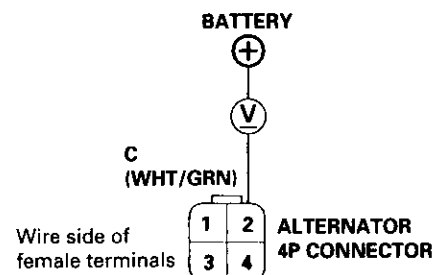 BATTERY
+
V
C
(WHT/GRN)
1 2
ALTERNATOR
4P CONNECTOR
Wire side of
female terminals
3 4